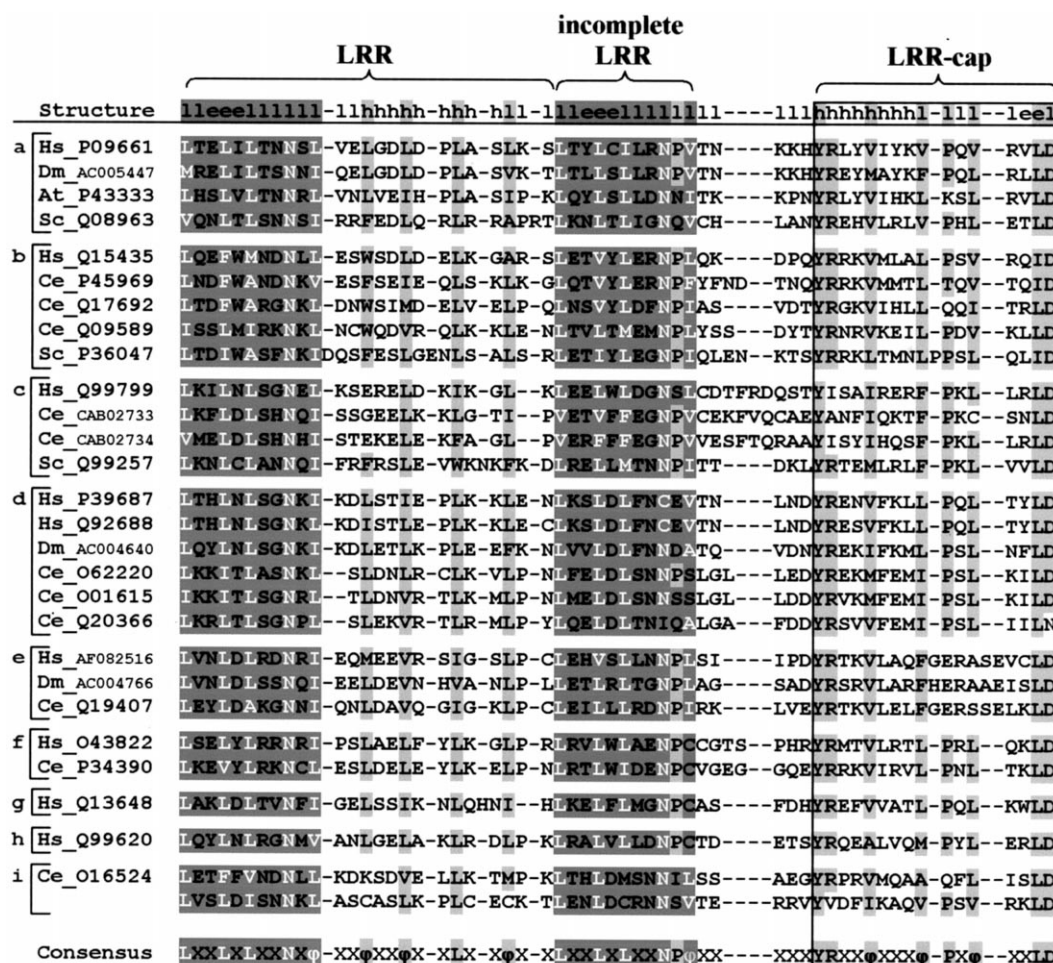 incomplete
LRR LRR LRR-cap
Structure lleeellllll-llhhhhh-hhh-hll-llleeelllllllll----lllhhhhhhhhl-lll--leel
a Hs_P09661 LTELILTNNSL-VELGDLD-PLA-SLK-SLTYLCILRNPVTN----KKHYRLYVIYKV-PQV--RVLD
Dm_AC005447 MRELILTSNNI-QELGDLD-PLA-SVK-TLTLLSLLRNPVTN----KKHYREYMAYKF-PQL--RLLD
At_P43333 LHSLVLTNNRL-VNLVEIH-PLA-SIP-KLQYLSLLDNNITK----KPNYRLYVIHKL-KSL--RVLD
Sc_Q08963 VQNLTLSNNSI-RRFEDLQ-RLR-RAPRTLKNLTLIGNQVCH----LANYREHVLRLV-PHL--ETLD
b Hs_Q15435 LQEFWMNDNLL-ESWSDLD-ELK-GAR-SLETVYLERNPLQK----DPQYRRKVMLAL-PSV--RQID
Ce_P45969 LNDFWANDNKV-ESFSEIE-QLS-KLK-GLQTVYLERNPFYFND--TNQYRRKVMMTL-TQV--TQID
Ce_Q17692 LTDFWARGNKL-DNWSIMD-ELV-ELP-QLNSVYLDFNPIAS----VDTYRGKVIHLL-QQI--TRLD
Ce_Q09589 ISSLMIRKNKL-NCWQDVR-QLK-KLE-NLTVLTMEMNPLYSS---DYTYRNRVKEIL-PDV--KLLD
Sc_P36047 LTDIWASFNKIDQSFESLGENLS-ALS-RLETIYLEGNPIQLEN--KTSYRRKLTMNLPPSL--QLID
c Hs_Q99799 LKILNLSGNEL-KSERELD-KIK-GL--KLEELWLDGNSLCDTFRDQSTYISAIRERF-PKL--LRLD
Ce_CAB02733 LKFLDLSHNQI-SSGEELK-KLG-TI--PVETVFFEGNPVCEKFVQCAEYANFIQKTF-PKC--SNLD
Ce_CAB02734 VMELDLSHNHI-STEKELE-KFA-GL--PVERFFFEGNPVVESFTQRAAYISYIHQSF-PKL--LRLD
Sc_Q99257 LKNLCLANNQI-FRFRSLE-VWKNKFK-DLRELLMTNNPITT----DKLYRTEMLRLF-PKL--VVLD
d Hs_P39687 LTHLNLSGNKI-KDLSTIE-PLK-KLE-NLKSLDLFNCEVTN----LNDYRENVFKLL-PQL--TYLD
Hs_Q92688 LTHLNLSGNKL-KDISTLE-PLK-KLE-CLKSLDLFNCEVTN----LNDYRESVFKLL-PQL--TYLD
Dm_AC004640 LQYLNLSGNKI-KDLETLK-PLE-EFK-NLVVLDLFNNDATQ----VDNYREKIFKML-PSL--NFLD
Ce_O62220 LKKITLASNKL--SLDNLR-CLK-VLP-NLFELDLSNNPSLGL---LEDYREKMFEMI-PSL--KILD
Ce_O01615 IKKITLSGNRL--TLDNVR-TLK-MLP-NLMELDLSNNSSLGL---LDDYRVKMFEMI-PSL--KILD
Ce_Q20366 LKRLTLSGNPL--SLEKVR-TLR-MLP-YLQELDLTNIQALGA---FDDYRSVVFEMI-PSL--IILN
e Hs_AF082516 LVNLDLRDNRI-EQMEEVR-SIG-SLP-CLEHVSLLNNPLSI----IPDYRTKVLAQFGERASEVCLD
Dm_AC004766 LVNLDLSSNQI-EELDEVN-HVA-NLP-LLETLRLTGNPLAG----SADYRSRVLARFHERAAEISLD
Ce_Q19407 LEYLDAKGNNI-QNLDAVQ-GIG-KLP-CLEILLLRDNPIRK----LVEYRTKVLELFGERSSELKLD
f Hs_O43822 LSELYLRRNRI-PSLAELF-YLK-GLP-RLRVLWLAENPCCGTS---PHRYRMTVLRTL-PRL--QKLD
Ce_P34390 LKEVYLRKNCL-ESLDELE-YLK-ELP-NLRTLWIDENPCVGEG---GQEYRRKVIRVL-PNL--TKLD
g Hs_Q13648 LAKLDLTVNFI-GELSSIK-NLQHNI--HLKELFLMGNPCAS----FDHYREFVVATL-PQL--KWLD
h Hs_Q99620 LQYLNLRGNMV-ANLGELA-KLR-DLP-KLRALVLLDNPCTD----ETSYRQEALVQM-PYL--ERLD
i Ce_O16524 LETFFVNDNLL-KDKSDVE-LLK-TMP-KLTHLDMSNNILSS----AEGYRPRVMQAA-QFL--ISLD
LVSLDISNNKL-ASCASLK-PLC-ECK-TLENLDCRNNSVTE----RRVYVDFIKAQV-PSV--RKLD
Consensus LXXLXLXXNXφ-XXφXXφX-XφX-XφX-XLXXLXLXXNPφXX----XXXYRXXφXXXφ-PXφ--XXLD